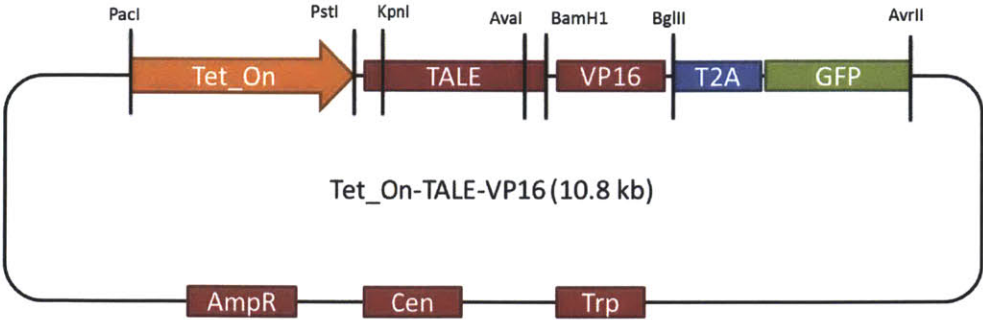 PacI PstI KpnI AvaI BamH1 BglII AvrII
Tet_On TALE VP16 T2A GFP
Tet_On-TALE-VP16 (10.8 kb)
AmpR Cen Trp